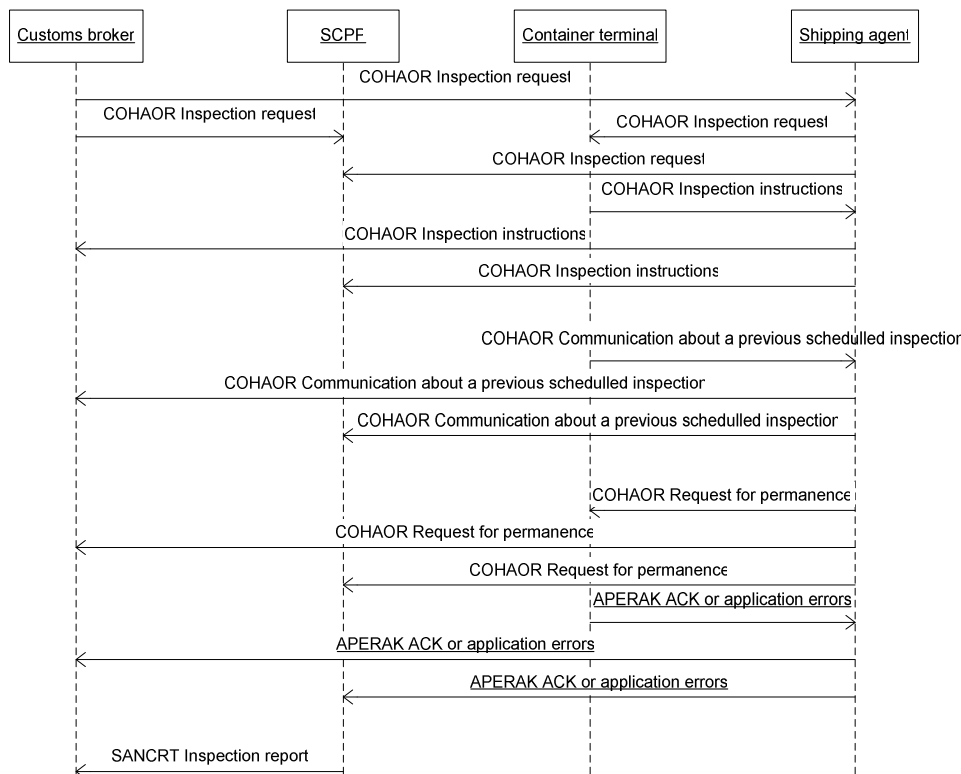 Customs broker
SCPF
Container terminal
Shipping agent
COHAOR Inspection request
COHAOR Inspection request
COHAOR Inspection request
COHAOR Inspection request
COHAOR Inspection instructions
COHAOR Inspection instructions
COHAOR Inspection instructions
COHAOR Communication about a previous schedulled inspection
COHAOR Communication about a previous schedulled inspection
COHAOR Communication about a previous schedulled inspection
COHAOR Request for permanence
COHAOR Request for permanence
COHAOR Request for permanence
APERAK ACK or application errors
APERAK ACK or application errors
APERAK ACK or application errors
SANCRT Inspection report